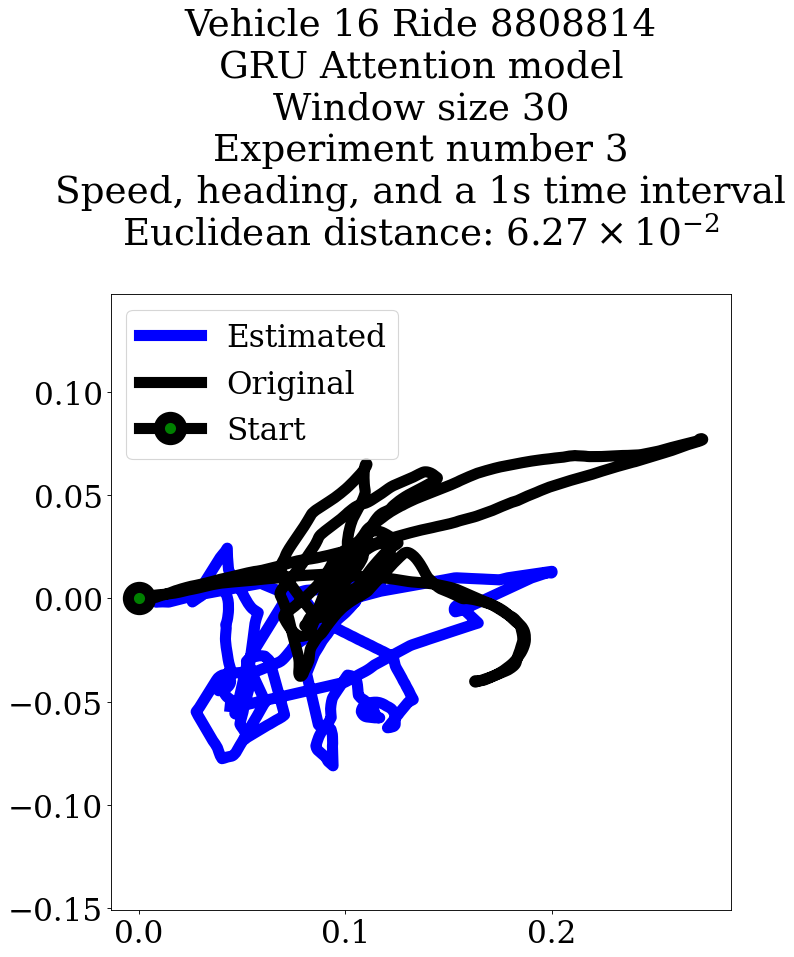 Vehicle 16 Ride 8808814
GRU Attention model
Window size 30
Experiment number 3
Speed, heading, and a 1s time interval
Euclidean distance: 6.27 × 10⁻²
Estimated
Original
Start
0.10
0.05
0.00
−0.05
−0.10
−0.15
0.0 0.1 0.2